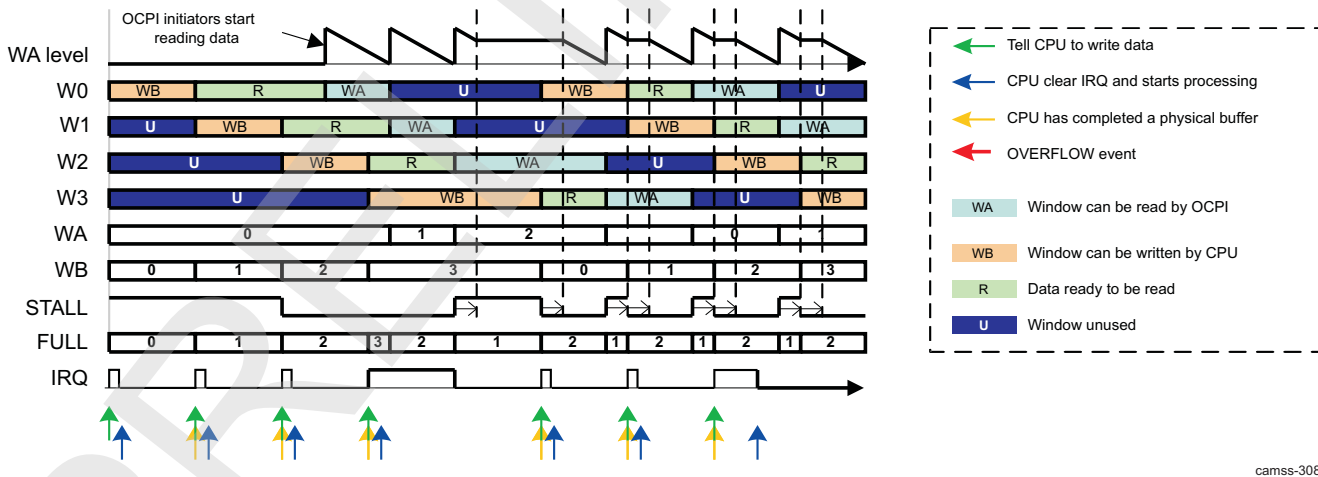 OCPI initiators start
reading data
WA level
W0 WB R WA U WB R WA U
W1 U WB R WA U WB R WA
W2 U WB R WA U WB R
W3 U WB R WA U WB
WA 0 1 2 0 1
WB 0 1 2 3 0 1 2 3
STALL
FULL 0 1 2 3 2 1 2 1 2 1 2 1 2
IRQ
Tell CPU to write data
CPU clear IRQ and starts processing
CPU has completed a physical buffer
OVERFLOW event
WA Window can be read by OCPI
WB Window can be written by CPU
R Data ready to be read
U Window unused
camss-308